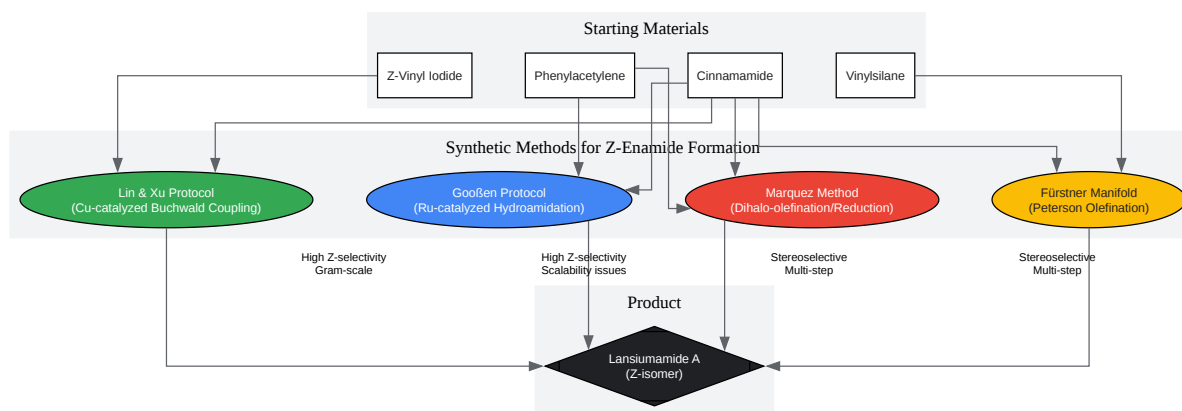 Starting Materials
Z-Vinyl Iodide
Phenylacetylene
Cinnamamide
Vinylsilane
Synthetic Methods for Z-Enamide Formation
Lin & Xu Protocol
(Cu-catalyzed Buchwald Coupling)
Gooßen Protocol
(Ru-catalyzed Hydroamidation)
Marquez Method
(Dihalo-olefination/Reduction)
Fürstner Manifold
(Peterson Olefination)
High Z-selectivity
Gram-scale
High Z-selectivity
Scalability issues
Stereoselective
Multi-step
Stereoselective
Multi-step
Product
Lansiumamide A
(Z-isomer)